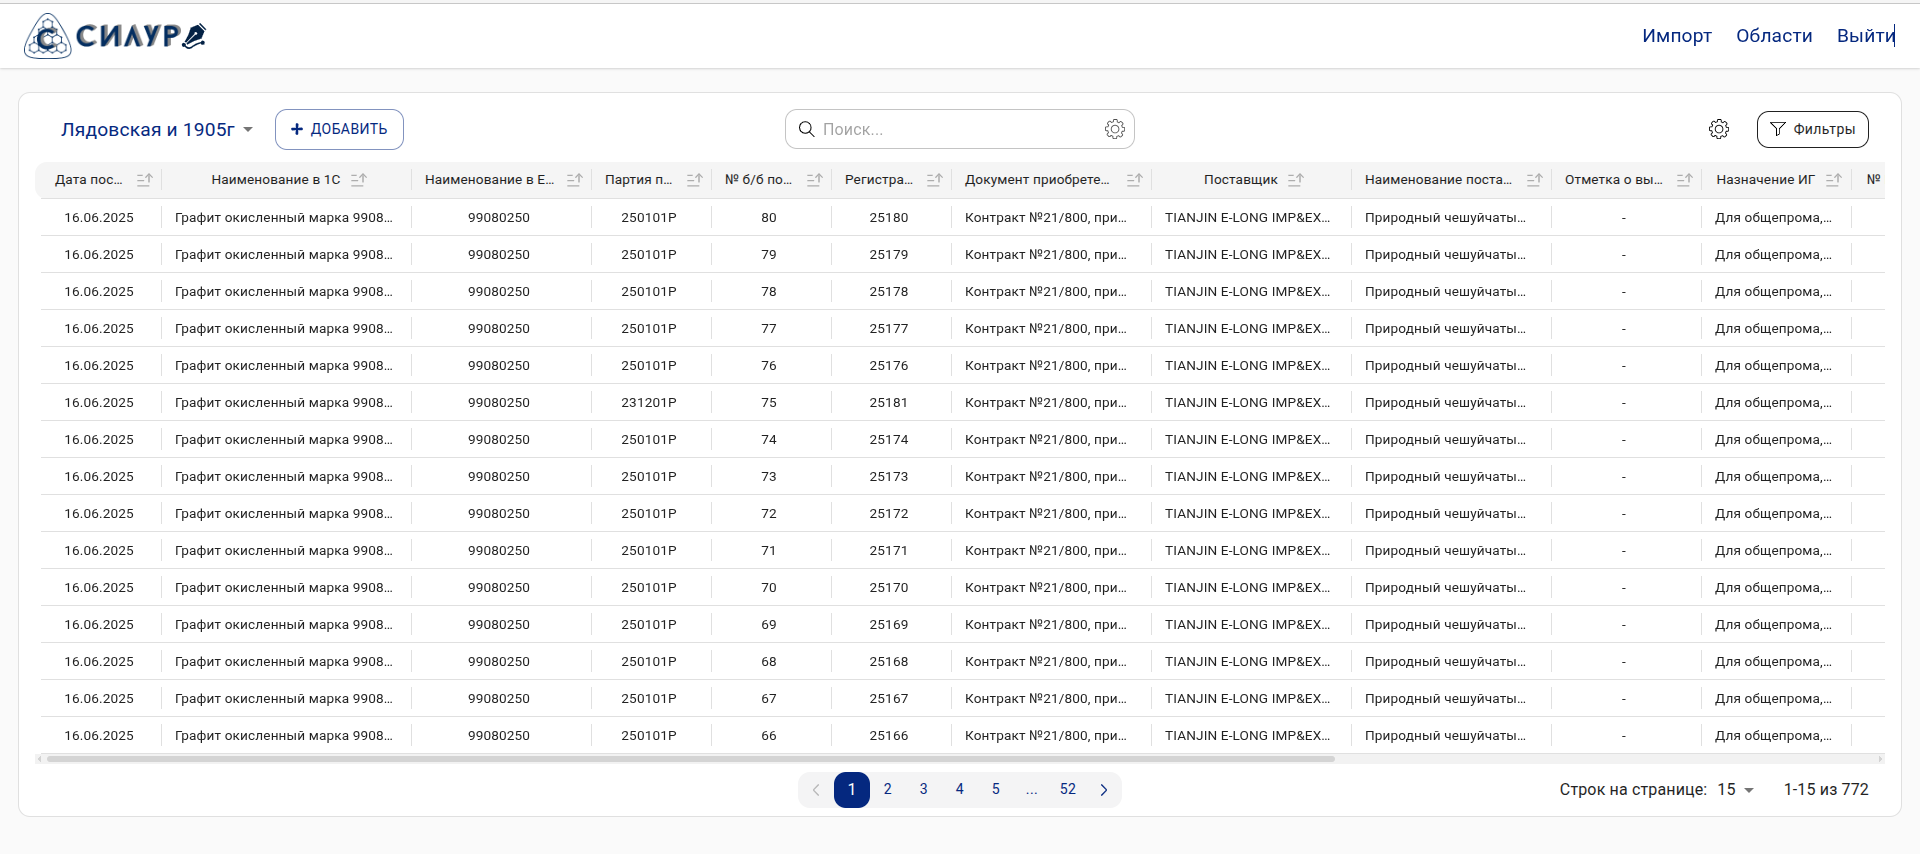 СИЛУР
Импорт Области Выйти
Лядовская и 1905г + ДОБАВИТЬ Поиск... Фильтры
Дата пос... Наименование в 1С Наименование в Е... Партия п... № б/б по... Регистра... Документ приобрете... Поставщик Наименование поста... Отметка о вы... Назначение ИГ №
16.06.2025 Графит окисленный марка 9908... 99080250 250101Р 80 25180 Контракт №21/800, при... TIANJIN E-LONG IMP&EX... Природный чешуйчаты... - Для общепрома,...
16.06.2025 Графит окисленный марка 9908... 99080250 250101Р 79 25179 Контракт №21/800, при... TIANJIN E-LONG IMP&EX... Природный чешуйчаты... - Для общепрома,...
16.06.2025 Графит окисленный марка 9908... 99080250 250101Р 78 25178 Контракт №21/800, при... TIANJIN E-LONG IMP&EX... Природный чешуйчаты... - Для общепрома,...
16.06.2025 Графит окисленный марка 9908... 99080250 250101Р 77 25177 Контракт №21/800, при... TIANJIN E-LONG IMP&EX... Природный чешуйчаты... - Для общепрома,...
16.06.2025 Графит окисленный марка 9908... 99080250 250101Р 76 25176 Контракт №21/800, при... TIANJIN E-LONG IMP&EX... Природный чешуйчаты... - Для общепрома,...
16.06.2025 Графит окисленный марка 9908... 99080250 231201Р 75 25181 Контракт №21/800, при... TIANJIN E-LONG IMP&EX... Природный чешуйчаты... - Для общепрома,...
16.06.2025 Графит окисленный марка 9908... 99080250 250101Р 74 25174 Контракт №21/800, при... TIANJIN E-LONG IMP&EX... Природный чешуйчаты... - Для общепрома,...
16.06.2025 Графит окисленный марка 9908... 99080250 250101Р 73 25173 Контракт №21/800, при... TIANJIN E-LONG IMP&EX... Природный чешуйчаты... - Для общепрома,...
16.06.2025 Графит окисленный марка 9908... 99080250 250101Р 72 25172 Контракт №21/800, при... TIANJIN E-LONG IMP&EX... Природный чешуйчаты... - Для общепрома,...
16.06.2025 Графит окисленный марка 9908... 99080250 250101Р 71 25171 Контракт №21/800, при... TIANJIN E-LONG IMP&EX... Природный чешуйчаты... - Для общепрома,...
16.06.2025 Графит окисленный марка 9908... 99080250 250101Р 70 25170 Контракт №21/800, при... TIANJIN E-LONG IMP&EX... Природный чешуйчаты... - Для общепрома,...
16.06.2025 Графит окисленный марка 9908... 99080250 250101Р 69 25169 Контракт №21/800, при... TIANJIN E-LONG IMP&EX... Природный чешуйчаты... - Для общепрома,...
16.06.2025 Графит окисленный марка 9908... 99080250 250101Р 68 25168 Контракт №21/800, при... TIANJIN E-LONG IMP&EX... Природный чешуйчаты... - Для общепрома,...
16.06.2025 Графит окисленный марка 9908... 99080250 250101Р 67 25167 Контракт №21/800, при... TIANJIN E-LONG IMP&EX... Природный чешуйчаты... - Для общепрома,...
16.06.2025 Графит окисленный марка 9908... 99080250 250101Р 66 25166 Контракт №21/800, при... TIANJIN E-LONG IMP&EX... Природный чешуйчаты... - Для общепрома,...
1 2 3 4 5 ... 52 Строк на странице: 15 1-15 из 772